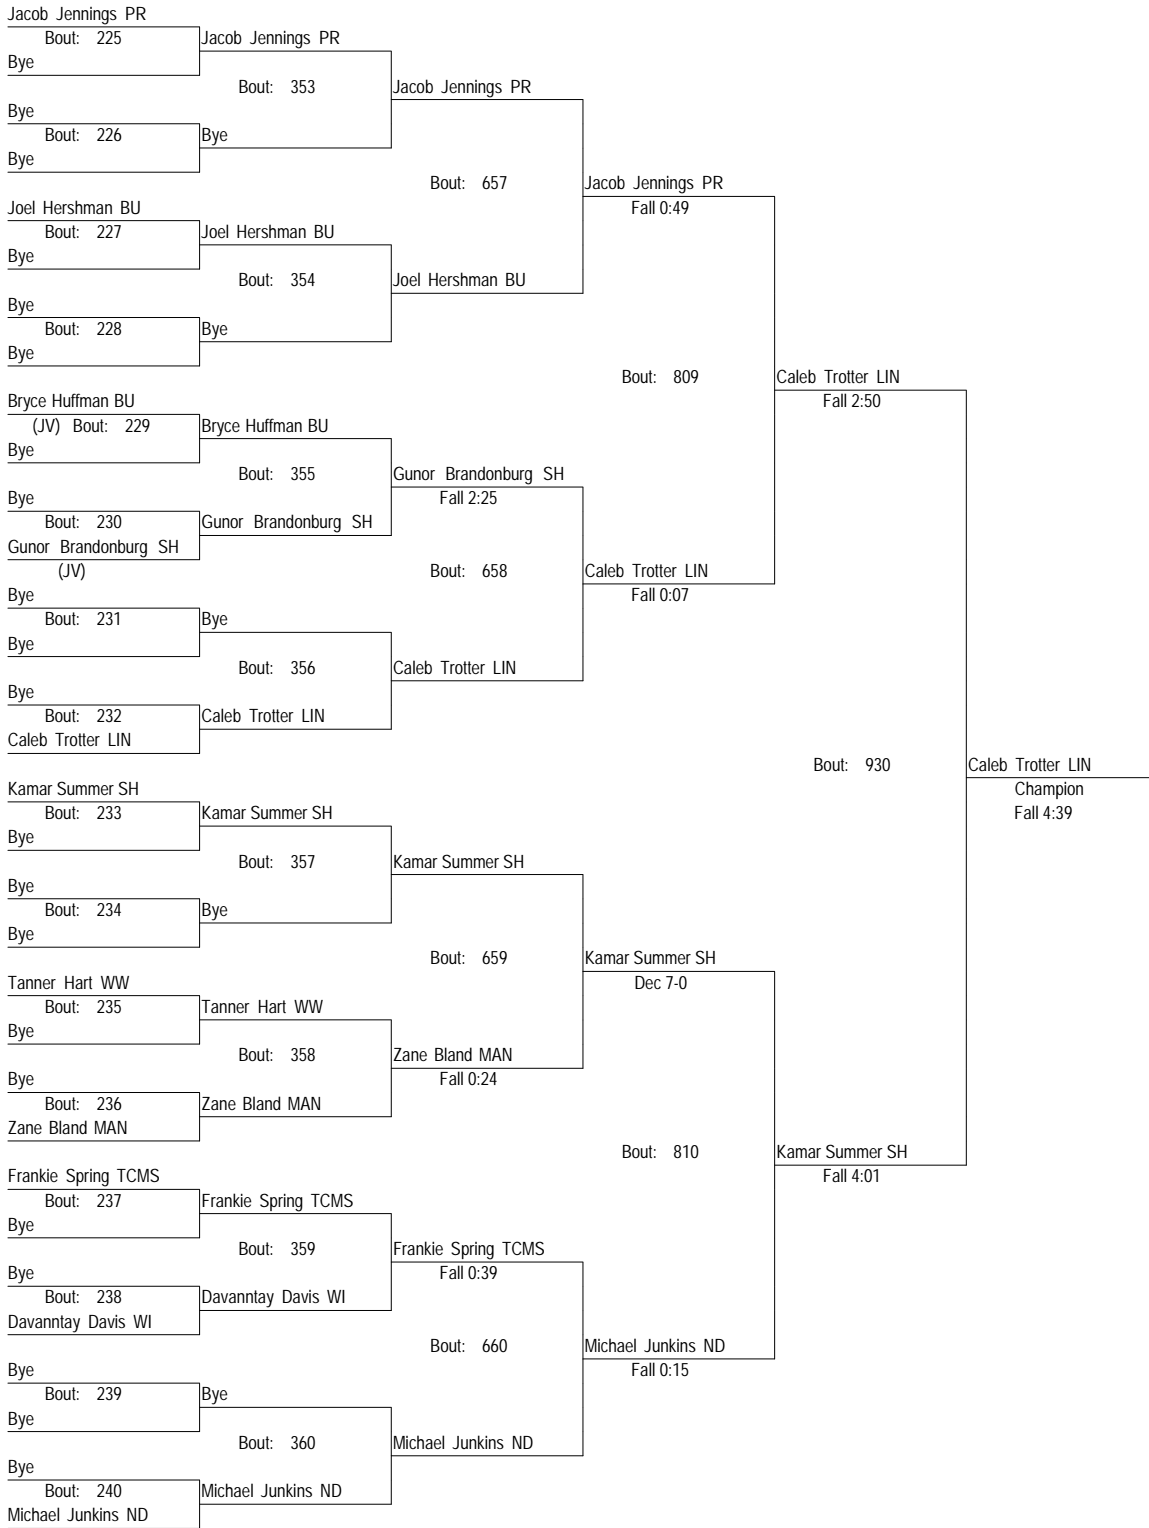 Jacob Jennings PR
Bout: 225
Jacob Jennings PR
Bye
Bout: 353
Jacob Jennings PR
Bye
Bout: 226
Bye
Bye
Bout: 657
Jacob Jennings PR
Fall 0:49
Joel Hershman BU
Bout: 227
Joel Hershman BU
Bye
Bout: 354
Joel Hershman BU
Bye
Bout: 228
Bye
Bye
Bout: 809
Caleb Trotter LIN
Fall 2:50
Bryce Huffman BU
(JV) Bout: 229
Bryce Huffman BU
Bye
Bout: 355
Gunor Brandonburg SH
Fall 2:25
Bye
Bout: 230
Gunor Brandonburg SH
Gunor Brandonburg SH
(JV)
Bout: 658
Caleb Trotter LIN
Fall 0:07
Bye
Bout: 231
Bye
Bye
Bout: 356
Caleb Trotter LIN
Bye
Bout: 232
Caleb Trotter LIN
Caleb Trotter LIN
Bout: 930
Caleb Trotter LIN
Champion
Fall 4:39
Kamar Summer SH
Bout: 233
Kamar Summer SH
Bye
Bout: 357
Kamar Summer SH
Bye
Bout: 234
Bye
Bye
Bout: 659
Kamar Summer SH
Dec 7-0
Tanner Hart WW
Bout: 235
Tanner Hart WW
Bye
Bout: 358
Zane Bland MAN
Fall 0:24
Bye
Bout: 236
Zane Bland MAN
Zane Bland MAN
Bout: 810
Kamar Summer SH
Fall 4:01
Frankie Spring TCMS
Bout: 237
Frankie Spring TCMS
Bye
Bout: 359
Frankie Spring TCMS
Fall 0:39
Bye
Bout: 238
Davanntay Davis WI
Davanntay Davis WI
Bout: 660
Michael Junkins ND
Fall 0:15
Bye
Bout: 239
Bye
Bye
Bout: 360
Michael Junkins ND
Bye
Bout: 240
Michael Junkins ND
Michael Junkins ND